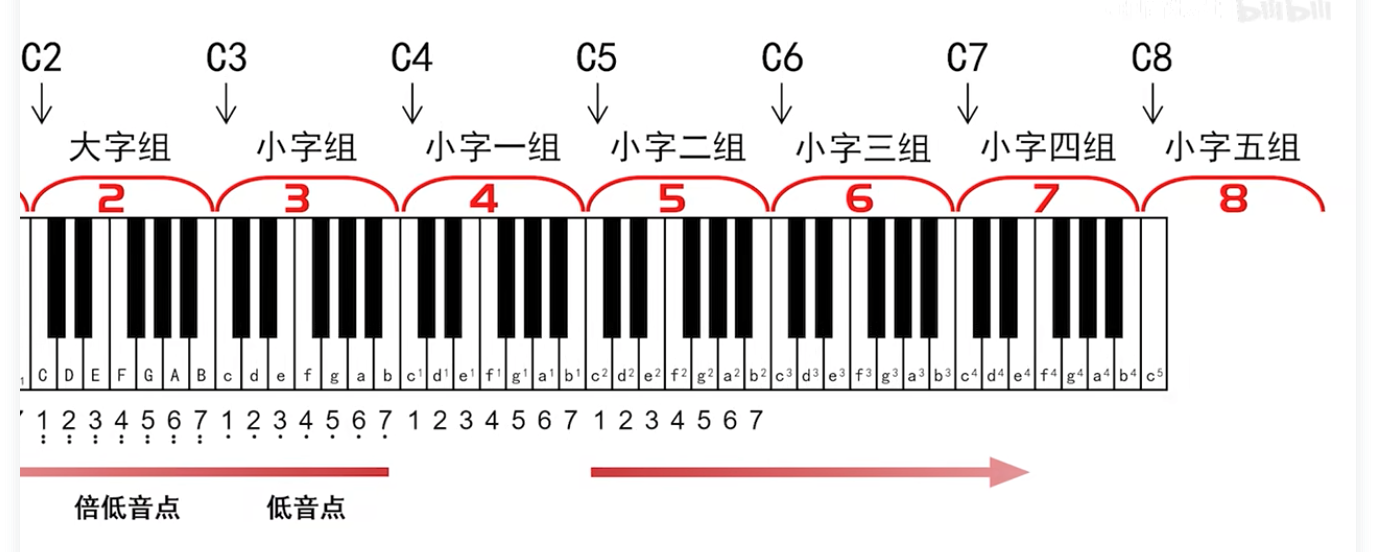 bilibili
C2 C3 C4 C5 C6 C7 C8
大字组 小字组 小字一组 小字二组 小字三组 小字四组 小字五组
2 3 4 5 6 7 8
C D E F G A B c d e f g a b c¹ d¹ e¹ f¹ g¹ a¹ b¹ c² d² e² f² g² a² b² c³ d³ e³ f³ g³ a³ b³ c⁴ d⁴ e⁴ f⁴ g⁴ a⁴ b⁴ c⁵
1 2 3 4 5 6 7 1 2 3 4 5 6 7 1 2 3 4 5 6 7 1 2 3 4 5 6 7
倍低音点 低音点